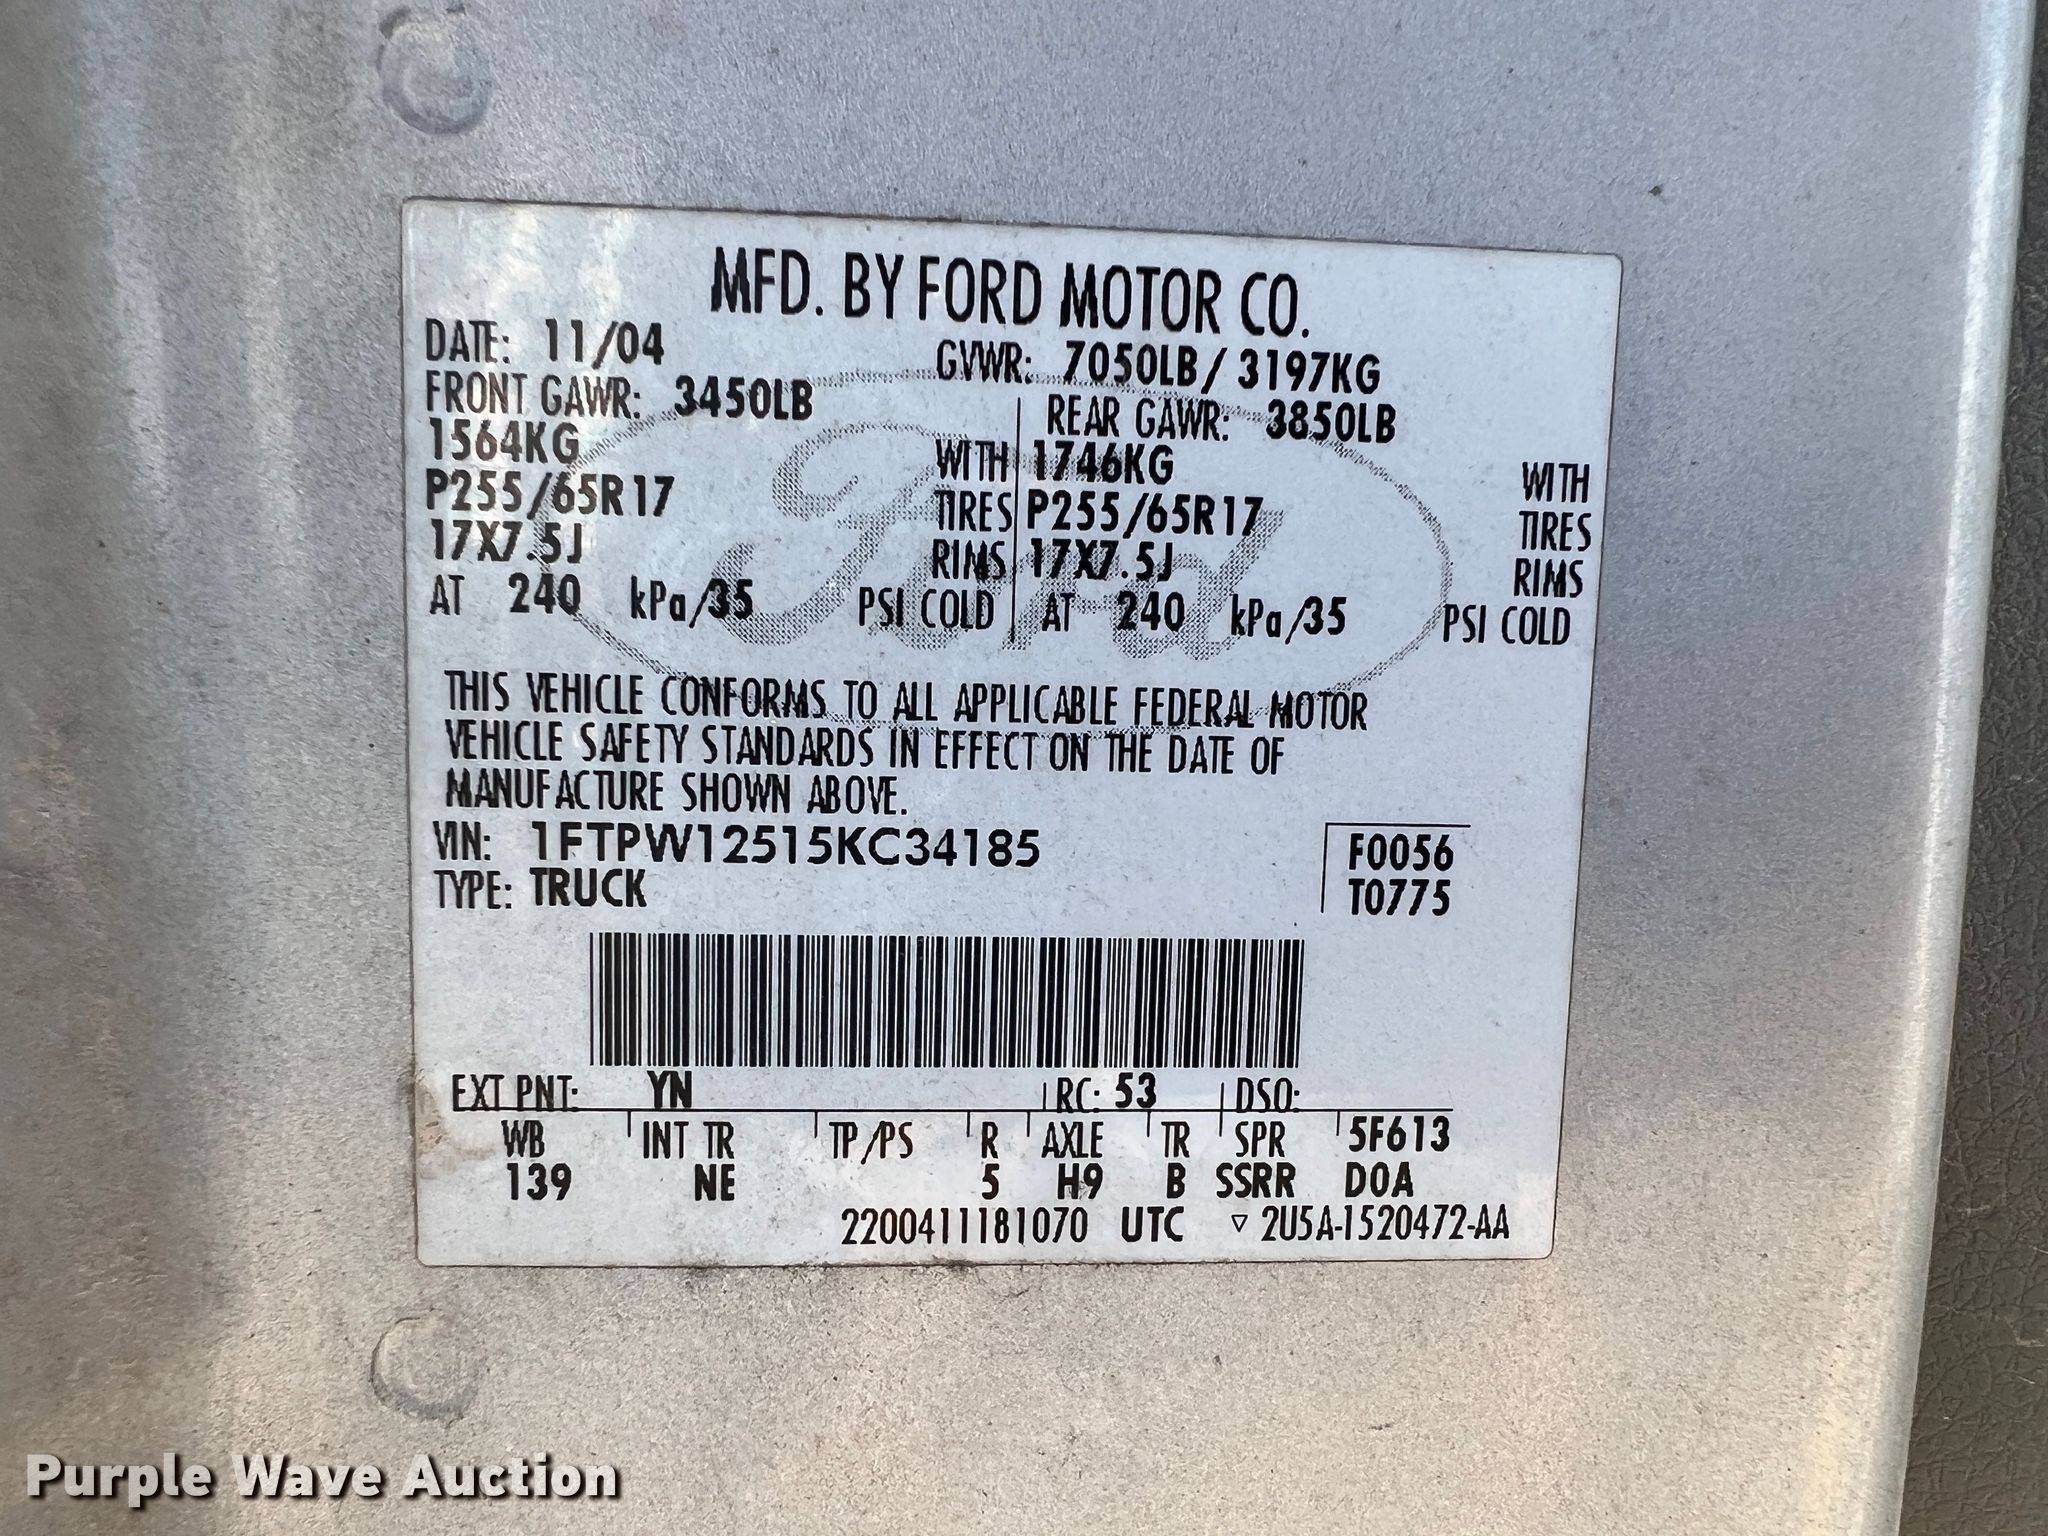 MFD. BY FORD MOTOR CO.
DATE: 11/04 GVWR: 7050LB / 3197KG
FRONT GAWR: 3450LB REAR GAWR: 3850LB
1564KG WITH 1746KG WITH
P255/65R17 TIRES P255/65R17 TIRES
17X7.5J RIMS 17X7.5J RIMS
AT 240 kPa/35 PSI COLD AT 240 kPa/35 PSI COLD
Ford
THIS VEHICLE CONFORMS TO ALL APPLICABLE FEDERAL MOTOR
VEHICLE SAFETY STANDARDS IN EFFECT ON THE DATE OF
MANUFACTURE SHOWN ABOVE.
VIN: 1FTPW12515KC34185 F0056
TYPE: TRUCK T0775
EXT PNT: YN RC: 53 DSO:
WB INT TR TP/PS R AXLE TR SPR 5F613
139 NE 5 H9 B SSRR DOA
2200411181070 UTC ▽ 2U5A-1520472-AA
Purple Wave Auction